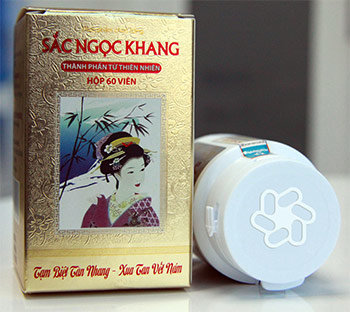 SẮC NGỌC KHANG
THÀNH PHẦN TỪ THIÊN NHIÊN
HỘP 60 VIÊN
Tạm Biệt Tàn Nhang - Xua Tan Vết Nám